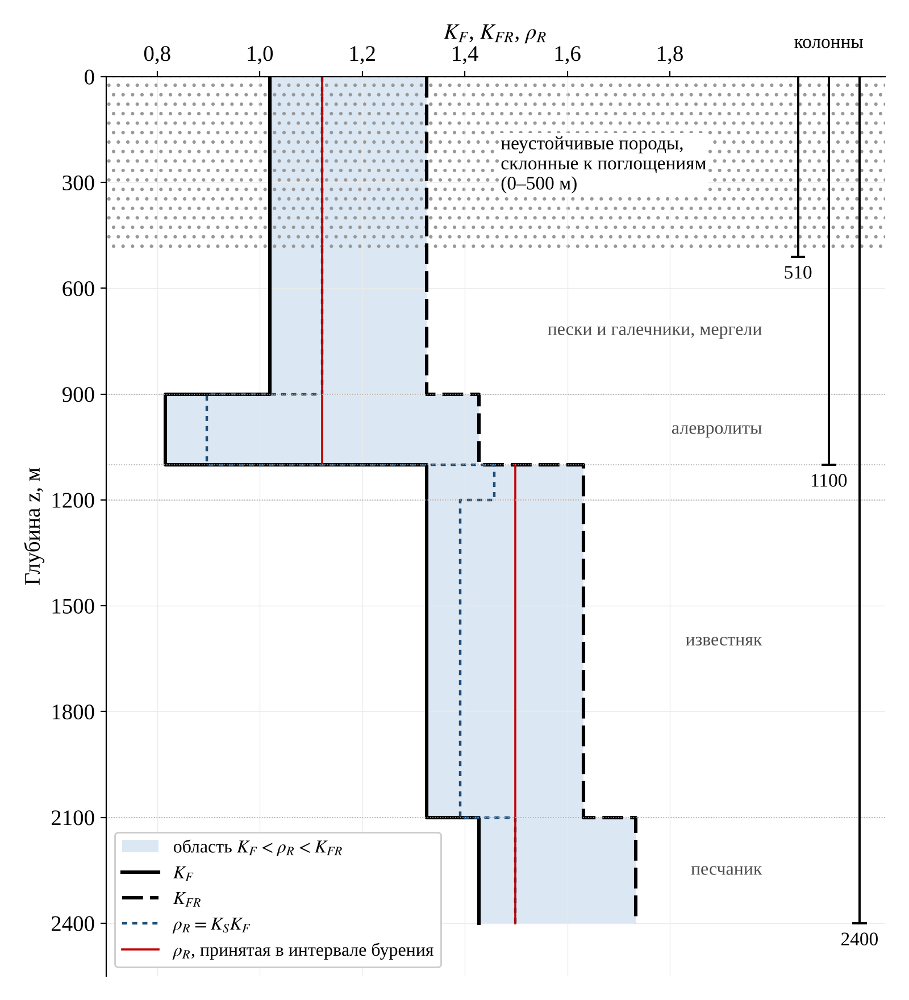 K_F, K_FR, ρ_R
колонны
0,8 1,0 1,2 1,4 1,6 1,8
0
300
600
900
1200
1500
1800
2100
2400
Глубина z, м
неустойчивые породы,
склонные к поглощениям
(0–500 м)
510
пески и галечники, мергели
алевролиты
1100
известняк
песчаник
2400
область K_F < ρ_R < K_FR
K_F
K_FR
ρ_R = K_S K_F
ρ_R, принятая в интервале бурения